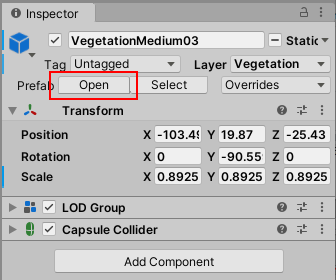 Inspector
VegetationMedium03 Static
Tag Untagged Layer Vegetation
Prefab Open Select Overrides
Transform
Position X -103.49 Y 19.87 Z -25.43
Rotation X 0 Y -90.55 Z 0
Scale X 0.8925 Y 0.8925 Z 0.8925
LOD Group
Capsule Collider
Add Component